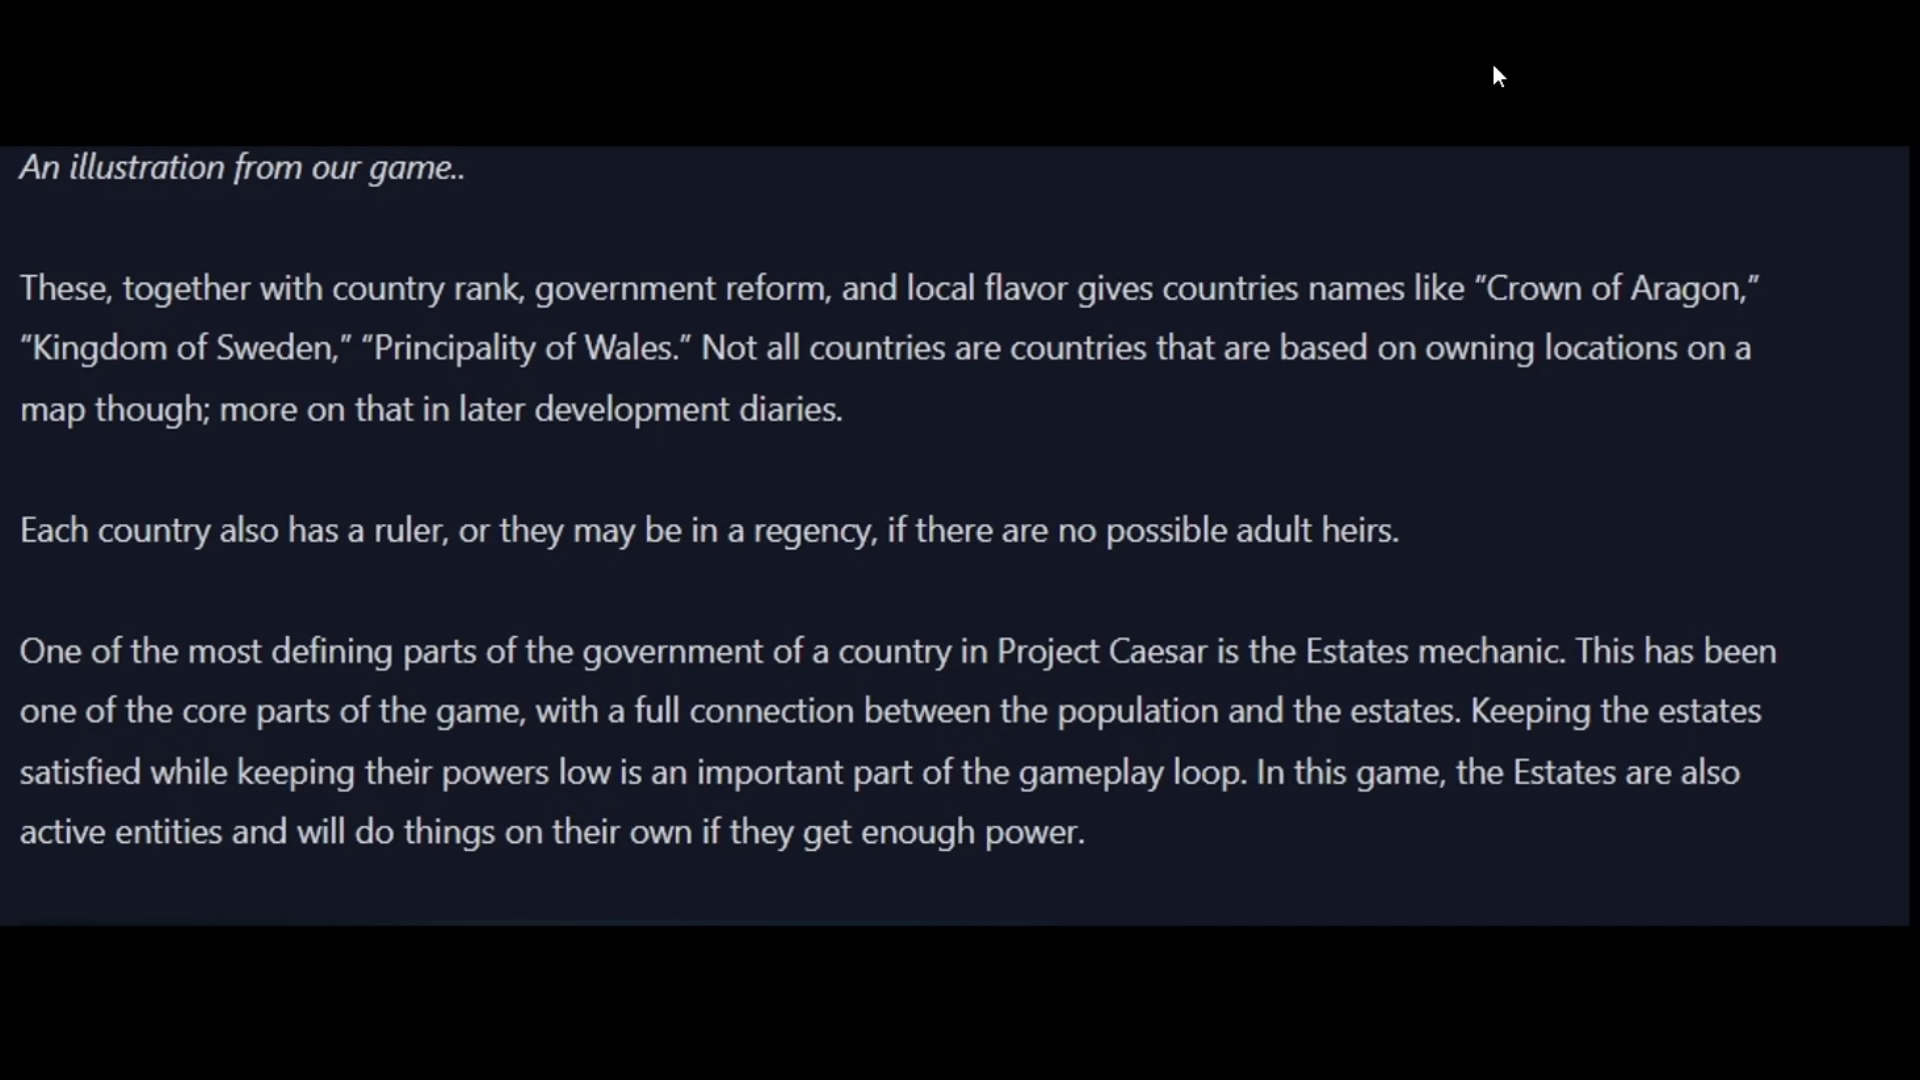 An illustration from our game..
These, together with country rank, government reform, and local flavor gives countries names like “Crown of Aragon,”
“Kingdom of Sweden,” “Principality of Wales.” Not all countries are countries that are based on owning locations on a
map though; more on that in later development diaries.
Each country also has a ruler, or they may be in a regency, if there are no possible adult heirs.
One of the most defining parts of the government of a country in Project Caesar is the Estates mechanic. This has been
one of the core parts of the game, with a full connection between the population and the estates. Keeping the estates
satisfied while keeping their powers low is an important part of the gameplay loop. In this game, the Estates are also
active entities and will do things on their own if they get enough power.